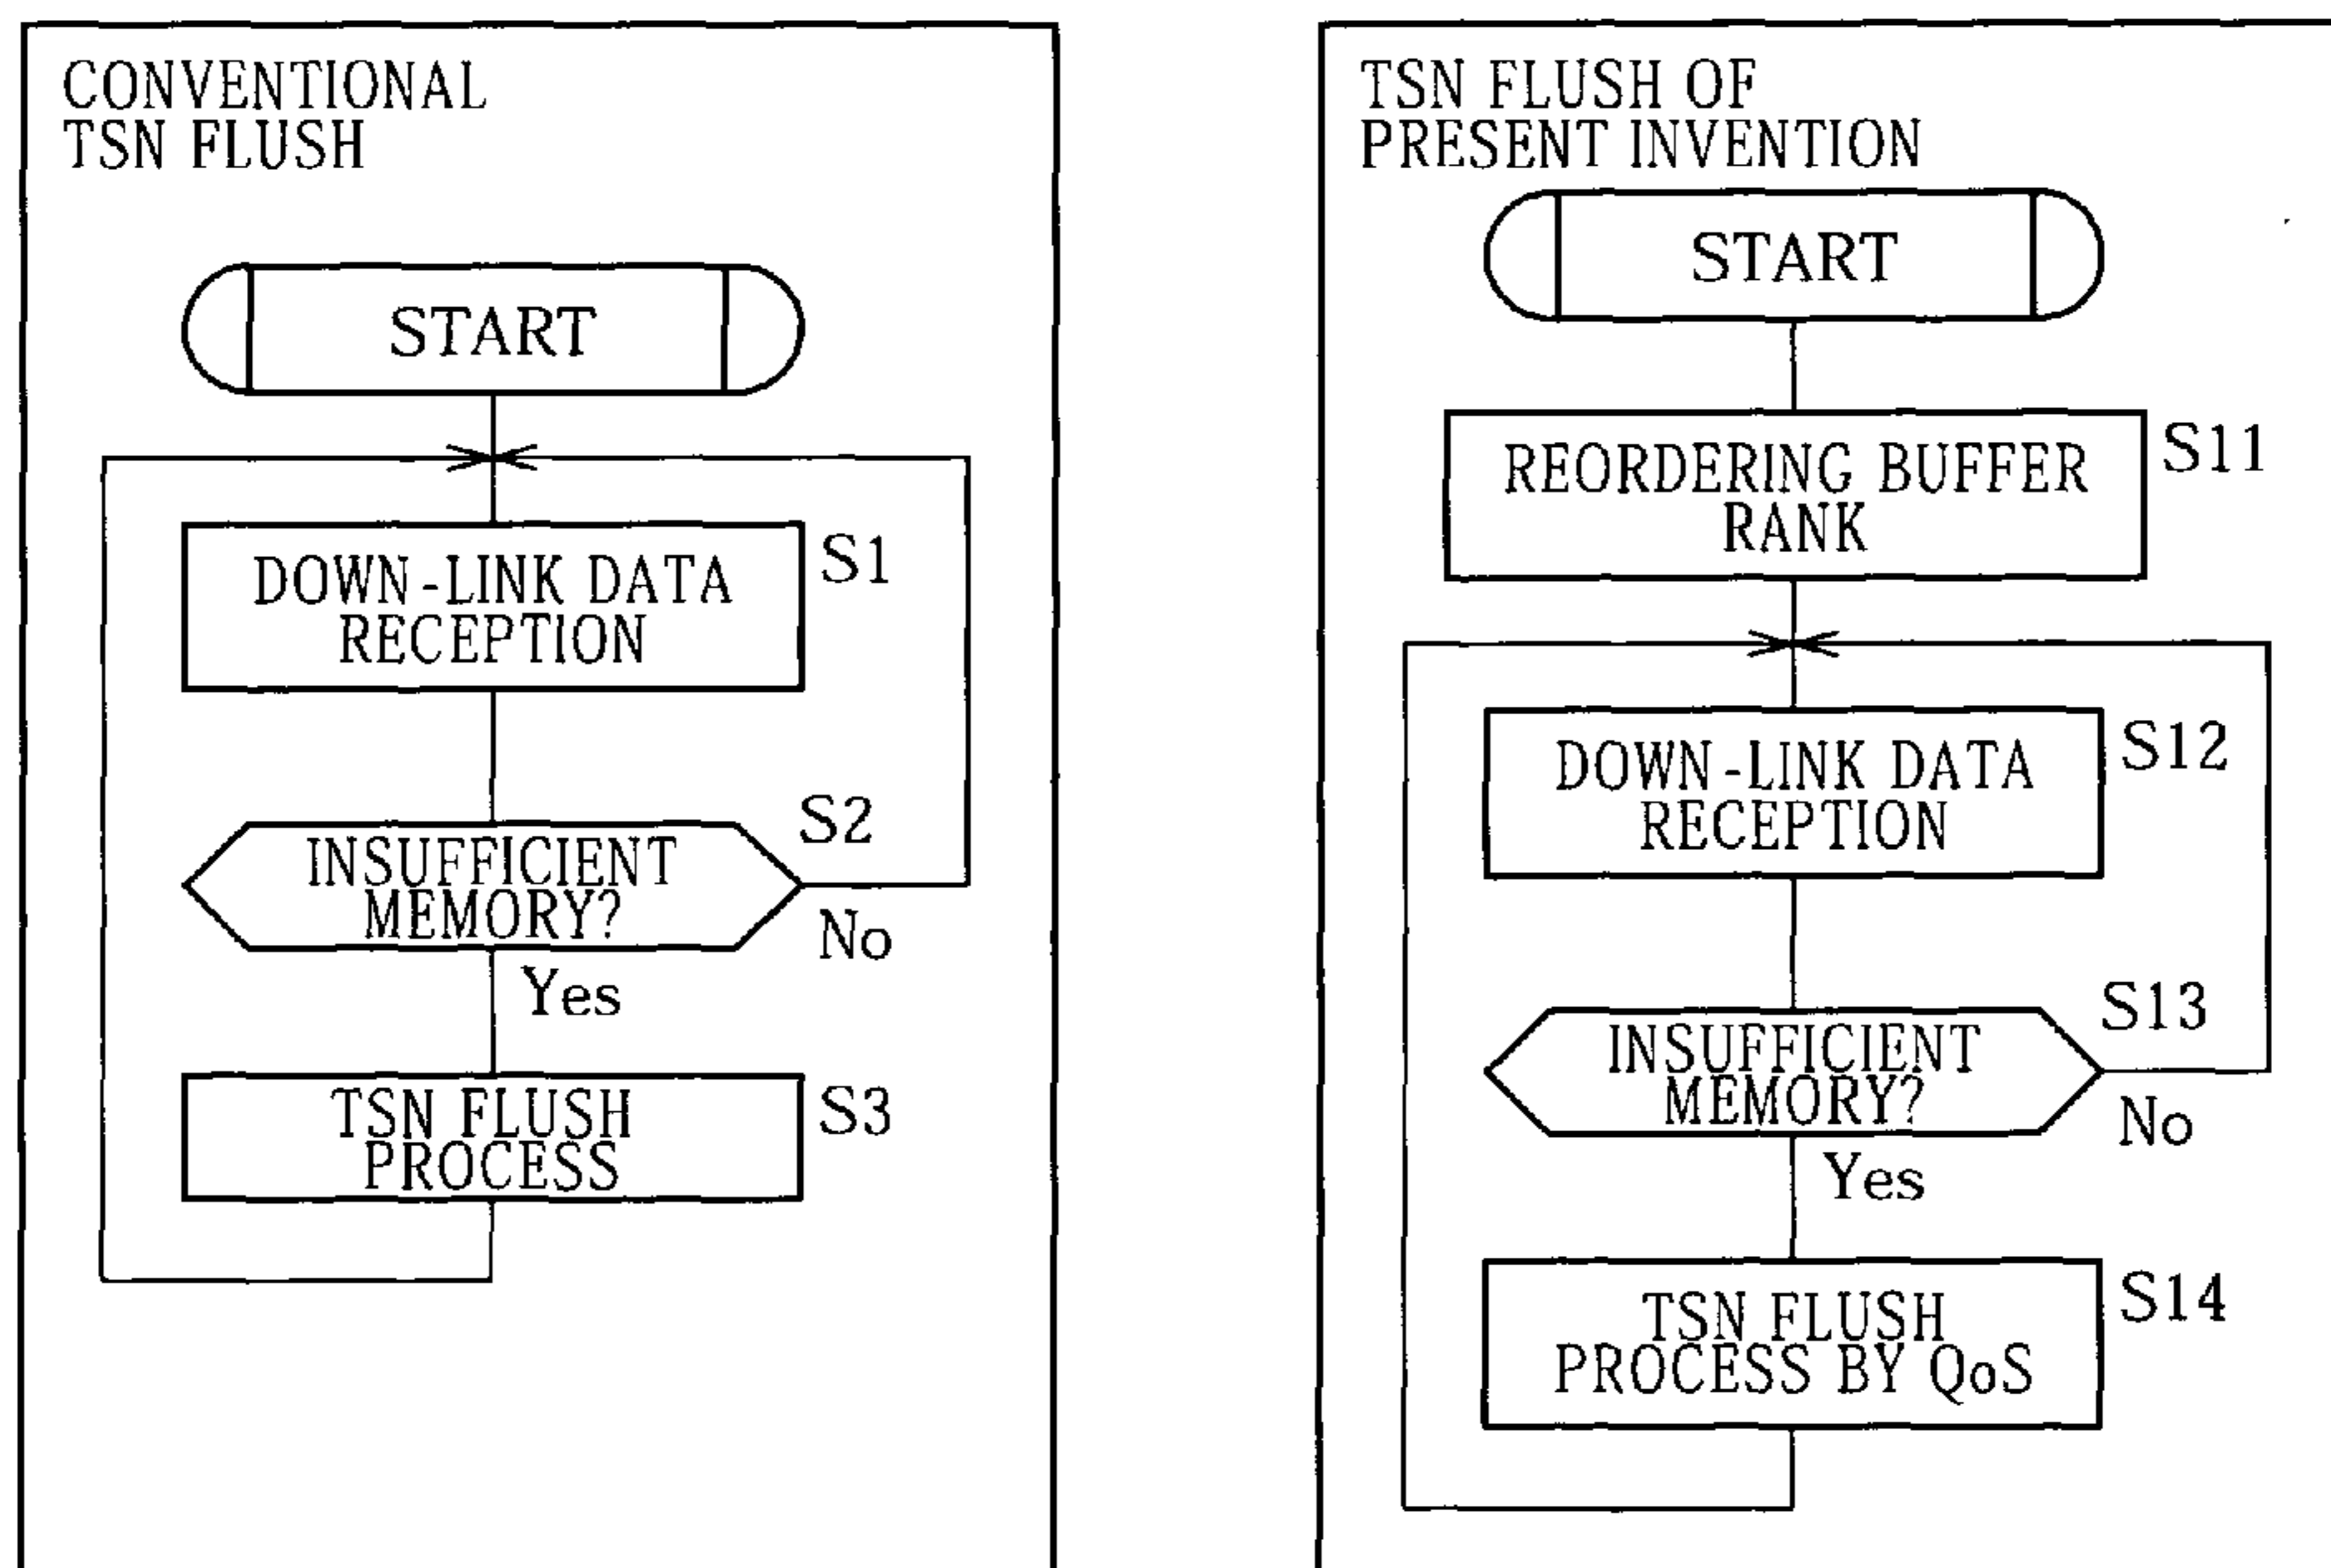 CONVENTIONAL
TSN FLUSH
START
DOWN-LINK DATA
RECEPTION
S1
INSUFFICIENT
MEMORY?
S2
No
Yes
TSN FLUSH
PROCESS
S3
TSN FLUSH OF
PRESENT INVENTION
START
REORDERING BUFFER
RANK
S11
DOWN-LINK DATA
RECEPTION
S12
INSUFFICIENT
MEMORY?
S13
No
Yes
TSN FLUSH
PROCESS BY QoS
S14